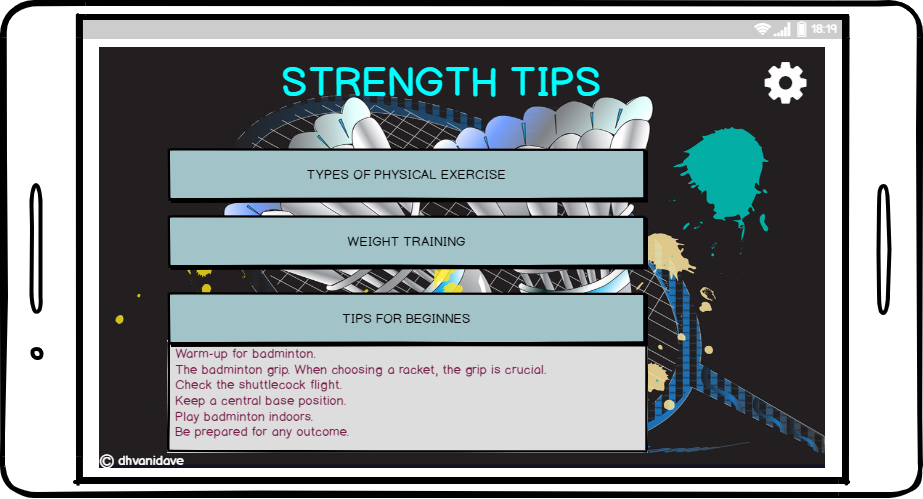 18:19
STRENGTH TIPS
TYPES OF PHYSICAL EXERCISE
WEIGHT TRAINING
TIPS FOR BEGINNES
Warm-up for badminton.
The badminton grip. When choosing a racket, the grip is crucial.
Check the shuttlecock flight.
Keep a central base position.
Play badminton indoors.
Be prepared for any outcome.
© dhvanidave